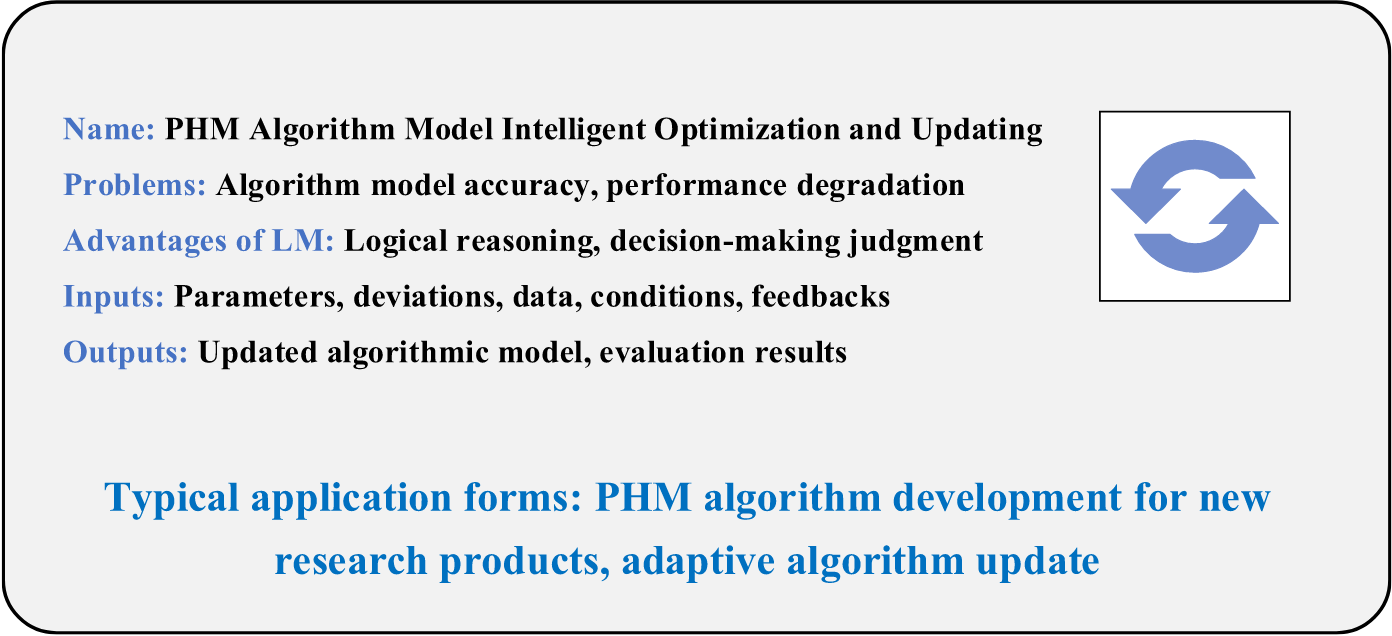 Name: PHM Algorithm Model Intelligent Optimization and Updating
Problems: Algorithm model accuracy, performance degradation
Advantages of LM: Logical reasoning, decision-making judgment
Inputs: Parameters, deviations, data, conditions, feedbacks
Outputs: Updated algorithmic model, evaluation results
Typical application forms: PHM algorithm development for new
research products, adaptive algorithm update